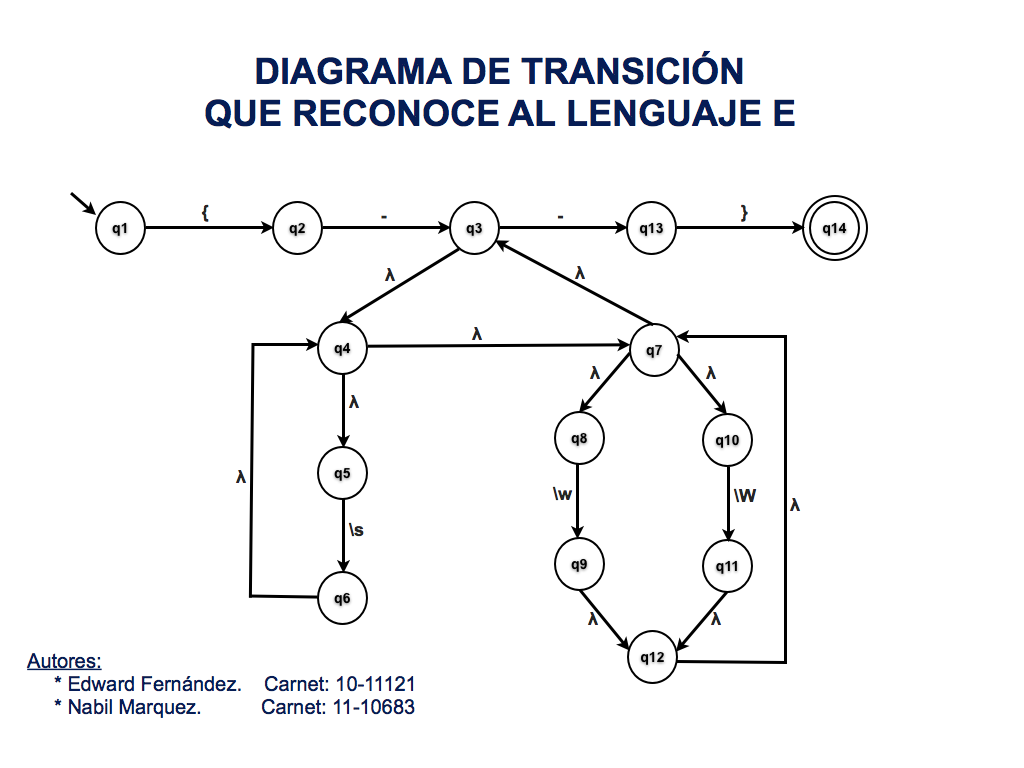 DIAGRAMA DE TRANSICIÓN
QUE RECONOCE AL LENGUAJE E
{ - - }
q1 q2 q3 q13 q14
λ λ
λ
q4 q7
λ λ λ
q8 q10
q5
λ \w \W λ
\s
q9 q11
q6
λ λ
q12
Autores:
* Edward Fernández. Carnet: 10-11121
* Nabil Marquez. Carnet: 11-10683